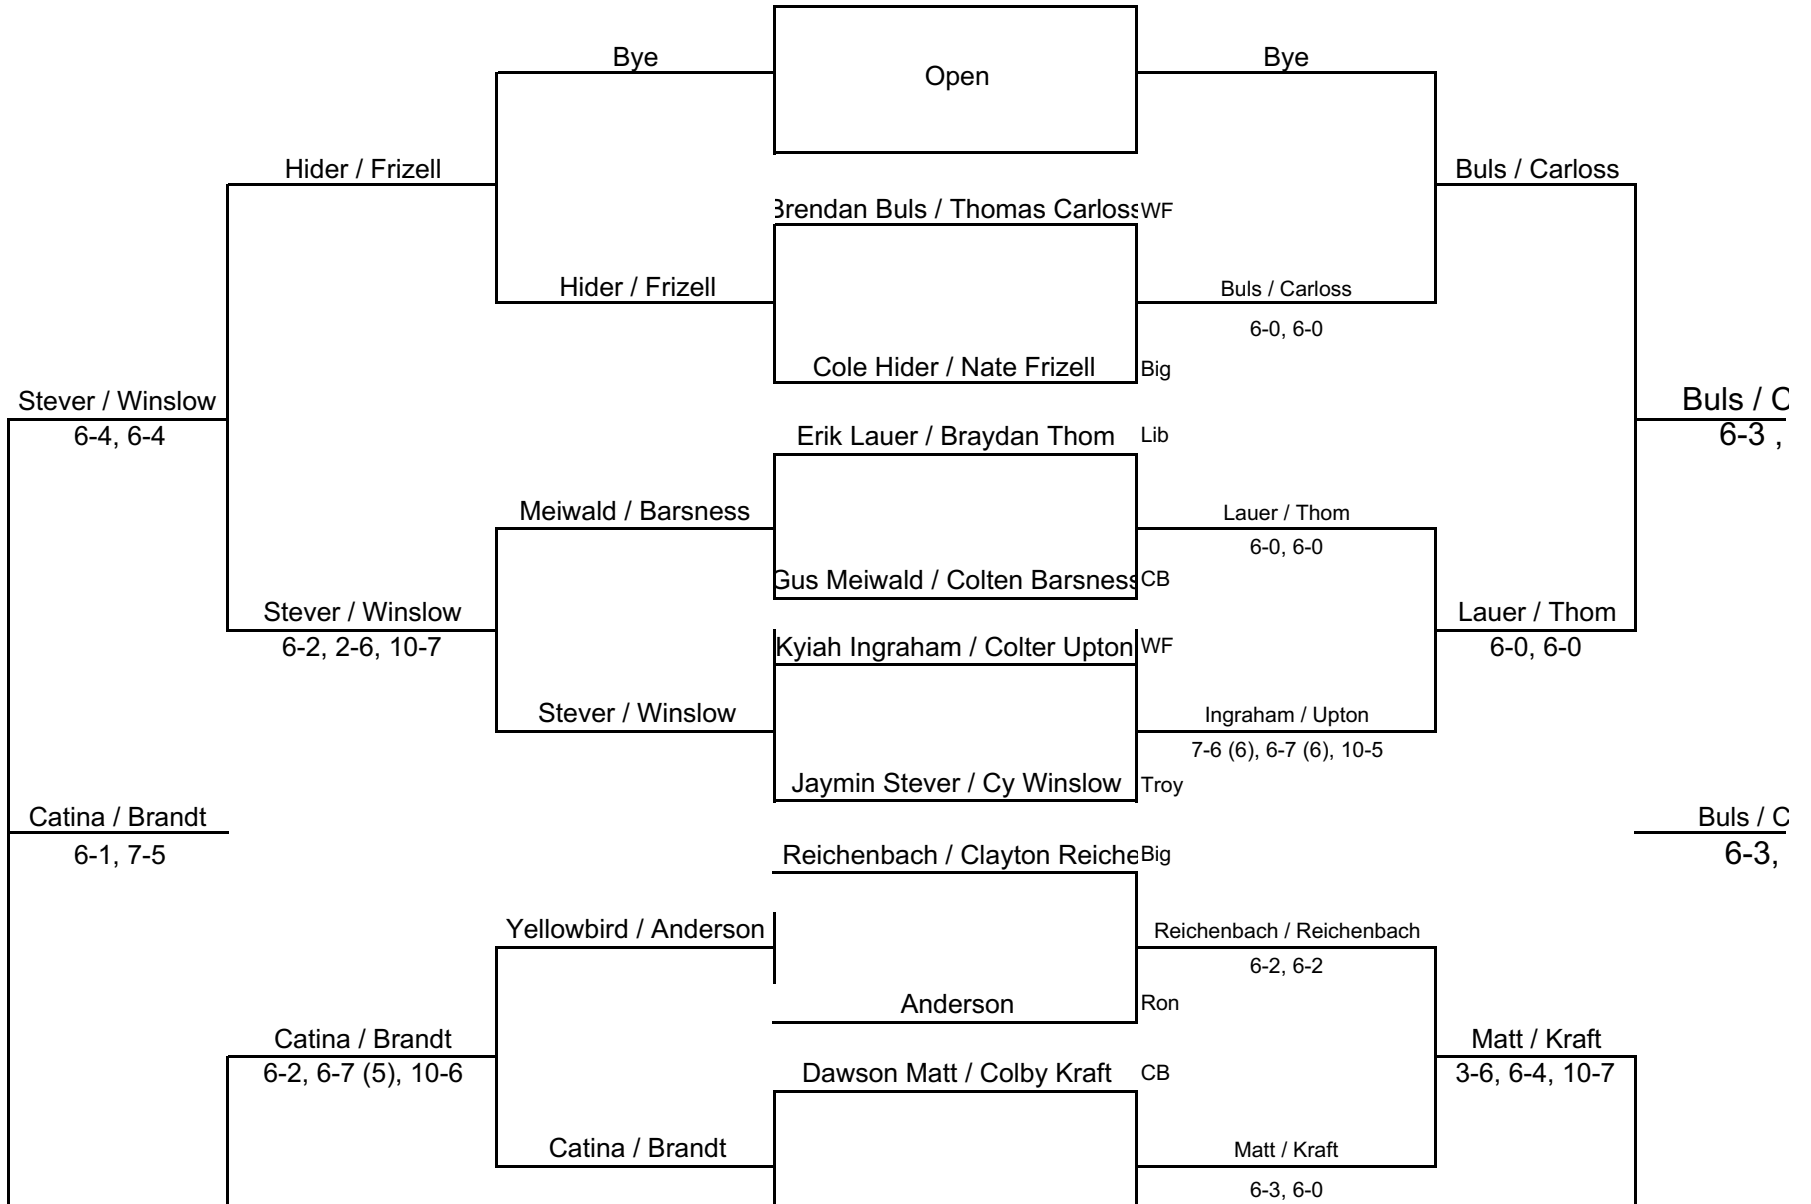 Bye
Open
Bye
Hider / Frizell
Buls / Carloss
Brendan Buls / Thomas Carloss WF
Hider / Frizell
Buls / Carloss
6-0, 6-0
Cole Hider / Nate Frizell Big
Stever / Winslow
6-4, 6-4
Buls / C
6-3 ,
Erik Lauer / Braydan Thom Lib
Meiwald / Barsness
Lauer / Thom
6-0, 6-0
Gus Meiwald / Colten Barsness CB
Stever / Winslow
6-2, 2-6, 10-7
Lauer / Thom
6-0, 6-0
Kyiah Ingraham / Colter Upton WF
Stever / Winslow
Ingraham / Upton
7-6 (6), 6-7 (6), 10-5
Jaymin Stever / Cy Winslow Troy
Catina / Brandt
6-1, 7-5
Buls / C
6-3,
Reichenbach / Clayton Reiche Big
Yellowbird / Anderson
Reichenbach / Reichenbach
6-2, 6-2
Anderson Ron
Catina / Brandt
6-2, 6-7 (5), 10-6
Matt / Kraft
3-6, 6-4, 10-7
Dawson Matt / Colby Kraft CB
Catina / Brandt
Matt / Kraft
6-3, 6-0